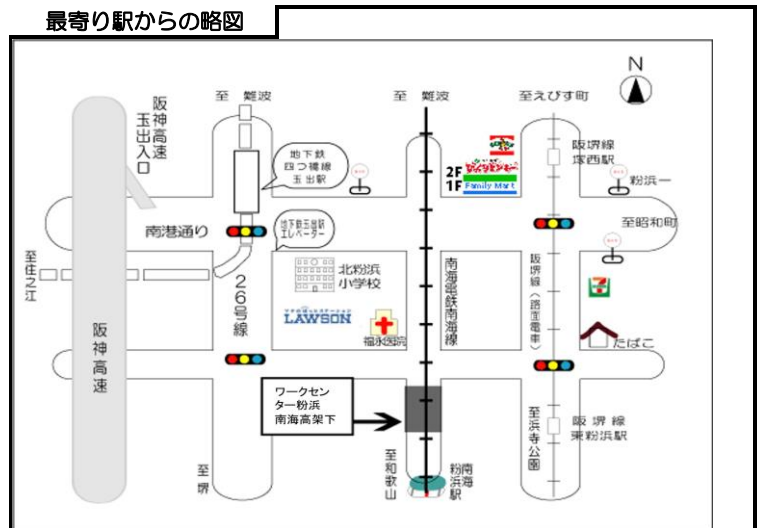 最寄り駅からの略図
N
至 難波
至 難波
至えびす町
阪神高速
玉出入口
地下鉄
四つ橋線
玉出駅
2F
1F Family Mart
阪堺線
塚西駅
粉浜一
南港通り
地下鉄玉出駅
エレベーター
至昭和町
至住之江
26号線
北粉浜
小学校
南海電鉄南海線
阪堺線(路面電車)
7
LAWSON
福永医院
たばこ
阪神高速
ワークセン
ター粉浜
南海高架下
至浜寺公園
阪堺線
東粉浜駅
至堺
至和歌山
南海
粉浜駅